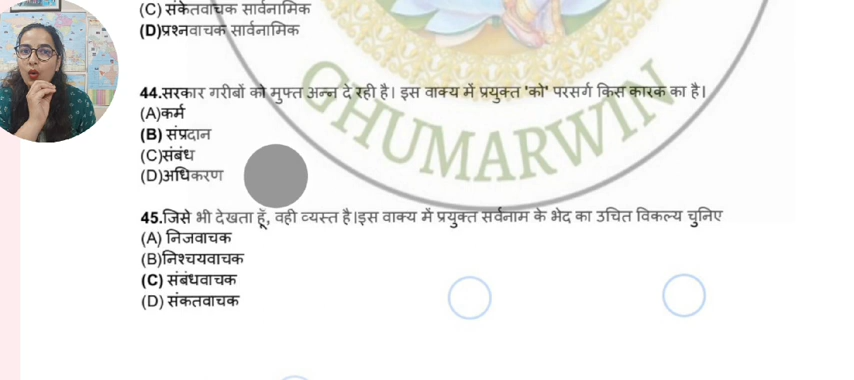 (C) संकेतवाचक सार्वनामिक
(D)प्रश्नवाचक सार्वनामिक
44.सरकार गरीबों को मुफ्त अन्न दे रही है। इस वाक्य में प्रयुक्त 'को' परसर्ग किस कारक का है।
(A)कर्म
(B) संप्रदान
(C)संबंध
(D)अधिकरण
GHUMARWIN
45.जिसे भी देखता हूँ, वही व्यस्त है।इस वाक्य में प्रयुक्त सर्वनाम के भेद का उचित विकल्प चुनिए
(A) निजवाचक
(B)निश्चयवाचक
(C) संबंधवाचक
(D) संकतवाचक